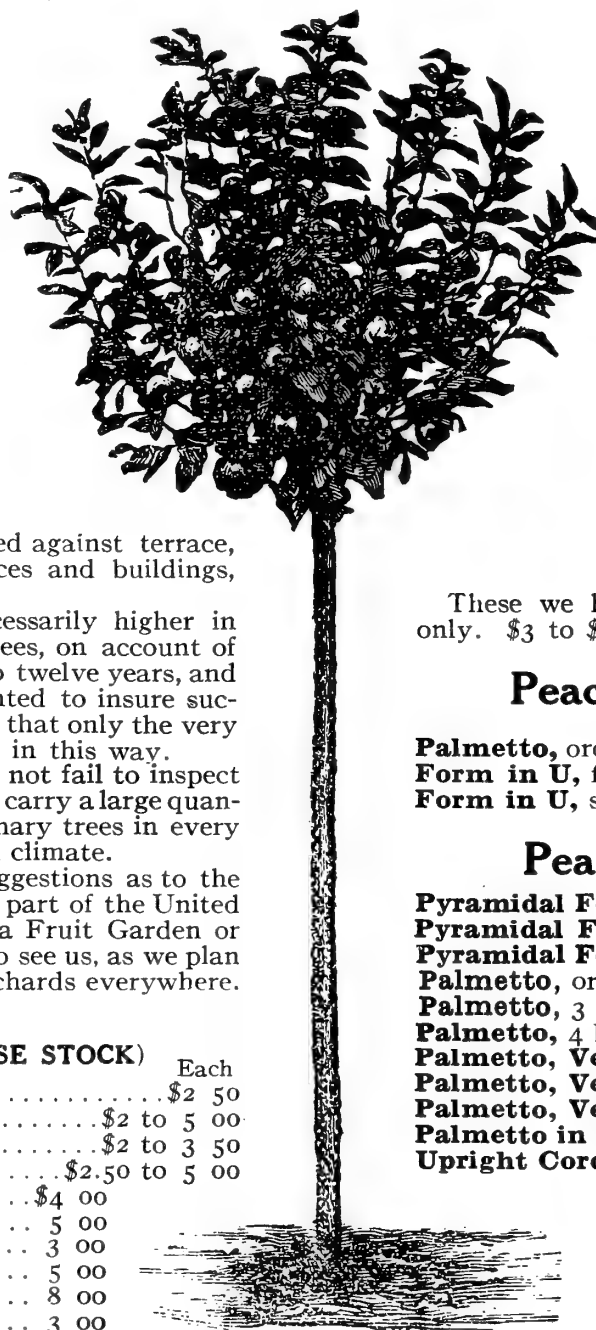 ed against terrace,
ces and buildings,
cessarily higher in
ees, on account of
o twelve years, and
nted to insure suc-
that only the very
in this way.
not fail to inspect
carry a large quan-
nary trees in every
climate.
ggestions as to the
part of the United
a Fruit Garden or
o see us, as we plan
chards everywhere.
SE STOCK)
Each
............$2 50
........$2 to 5 00
........$2 to 3 50
....$2.50 to 5 00
..$4 00
.. 5 00
.. 3 00
.. 5 00
.. 8 00
.. 3 00
These we
only. $3 to $
Peac
Palmetto, or
Form in U, f
Form in U, s
Pea
Pyramidal F
Pyramidal F
Pyramidal F
Palmetto, or
Palmetto, 3
Palmetto, 4
Palmetto, Ve
Palmetto, Ve
Palmetto, Ve
Palmetto in
Upright Cor